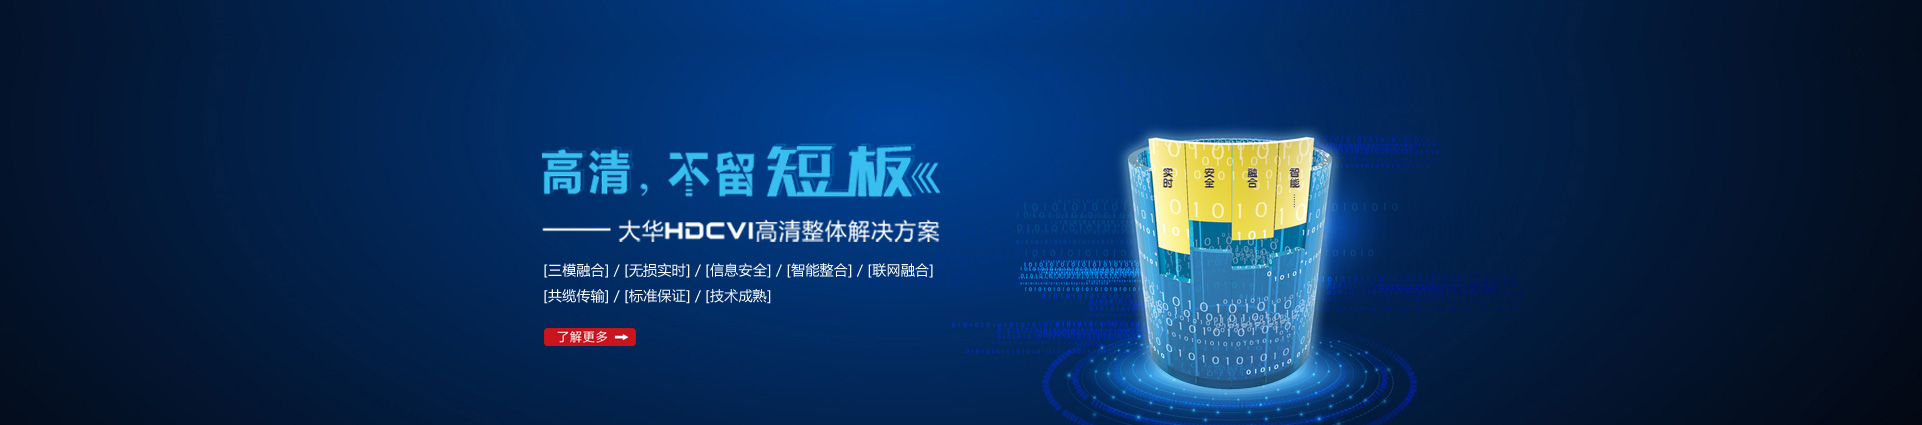 高清,不留短板
大华HDCVI高清整体解决方案
[三模融合] / [无损实时] / [信息安全] / [智能整合] / [联网融合]
[共缆传输] / [标准保证] / [技术成熟]
了解更多
实时
安全
融合
智能......